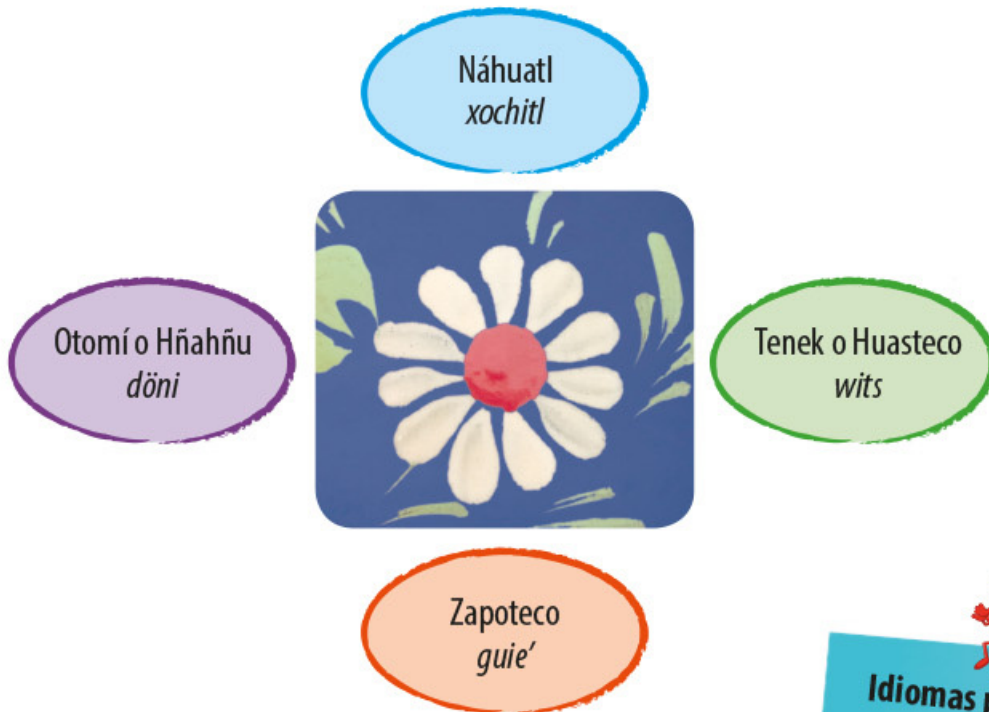 Náhuatl
xochitl
Otomí o Hñahñu
döni
Tenek o Huasteco
wits
Zapoteco
guie’
Idiomas